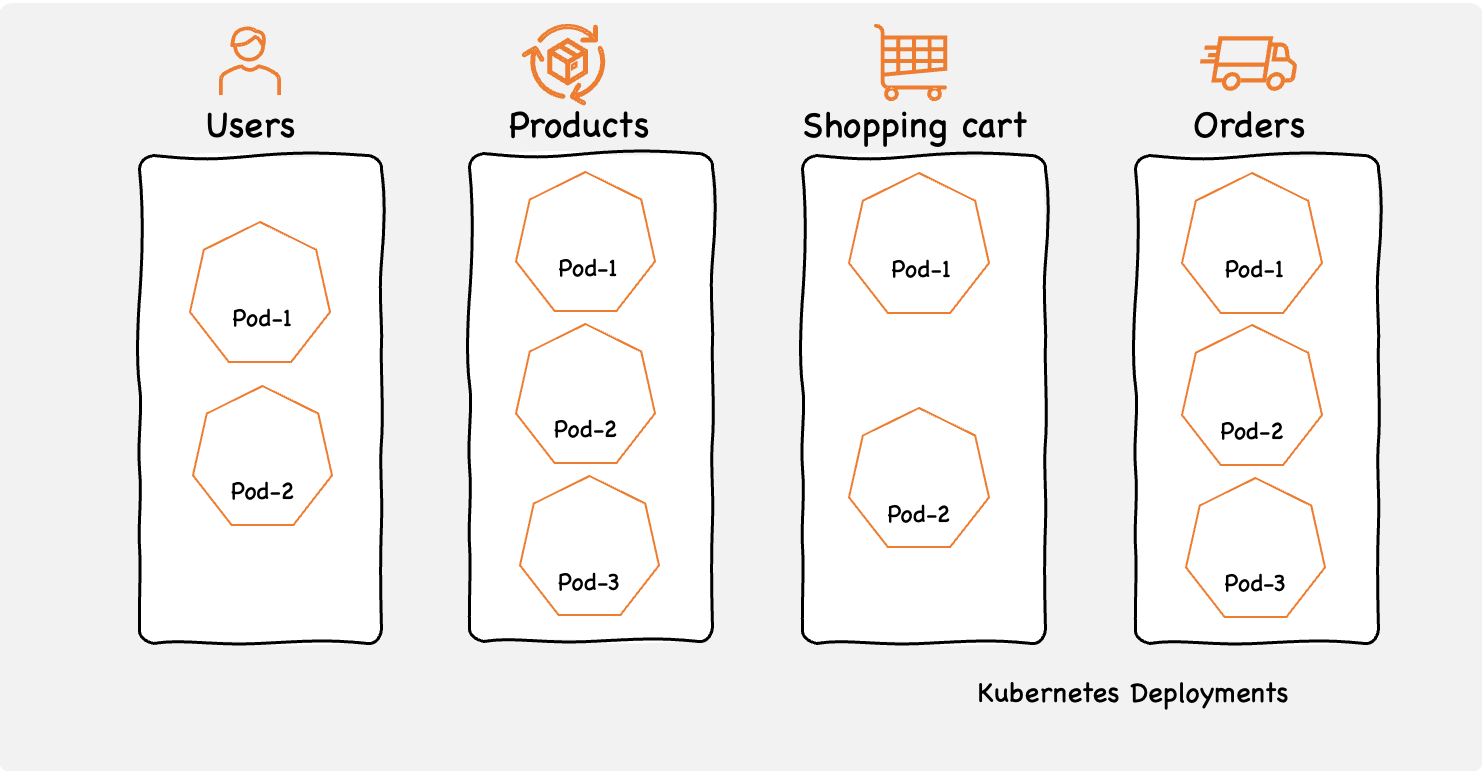 Users
Products
Shopping cart
Orders
Pod-1
Pod-2
Pod-1
Pod-2
Pod-3
Pod-1
Pod-2
Pod-1
Pod-2
Pod-3
Kubernetes Deployments